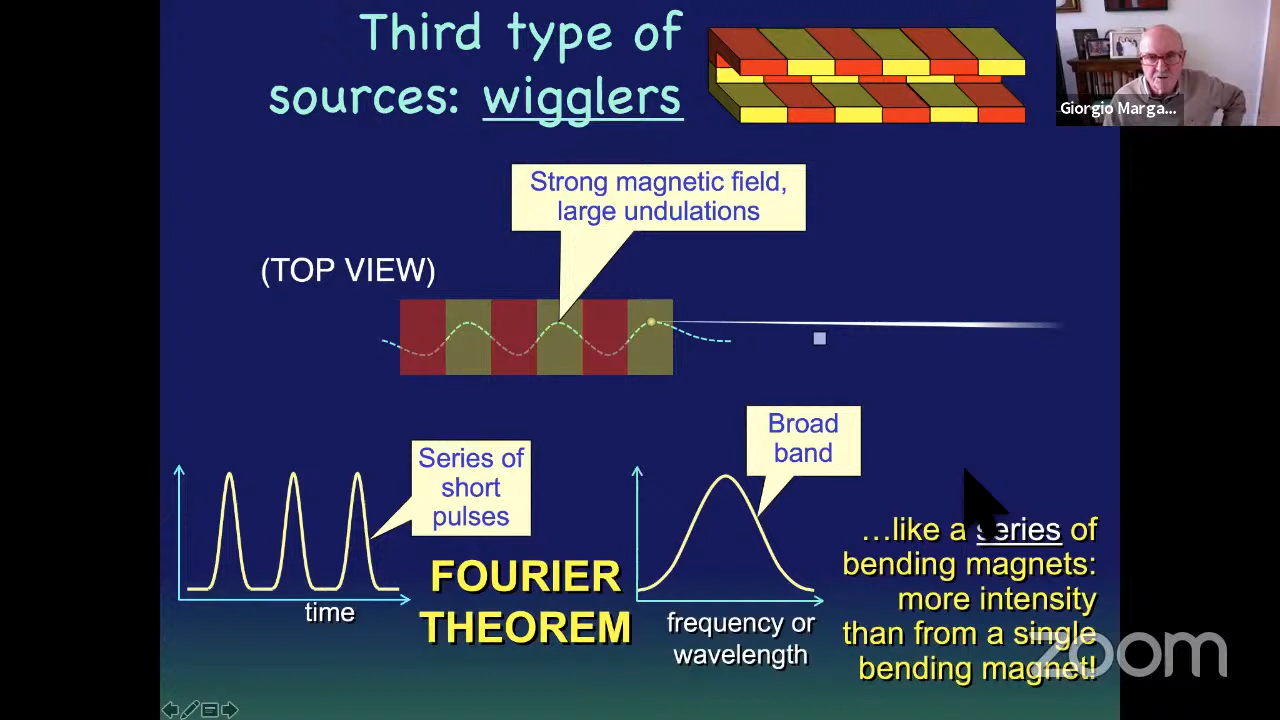 Third type of
sources: wigglers
Giorgio Marga...
Strong magnetic field,
large undulations
(TOP VIEW)
Series of
short
pulses
time
FOURIER
THEOREM
Broad
band
frequency or
wavelength
…like a series of
bending magnets:
more intensity
than from a single
bending magnet!
zoom